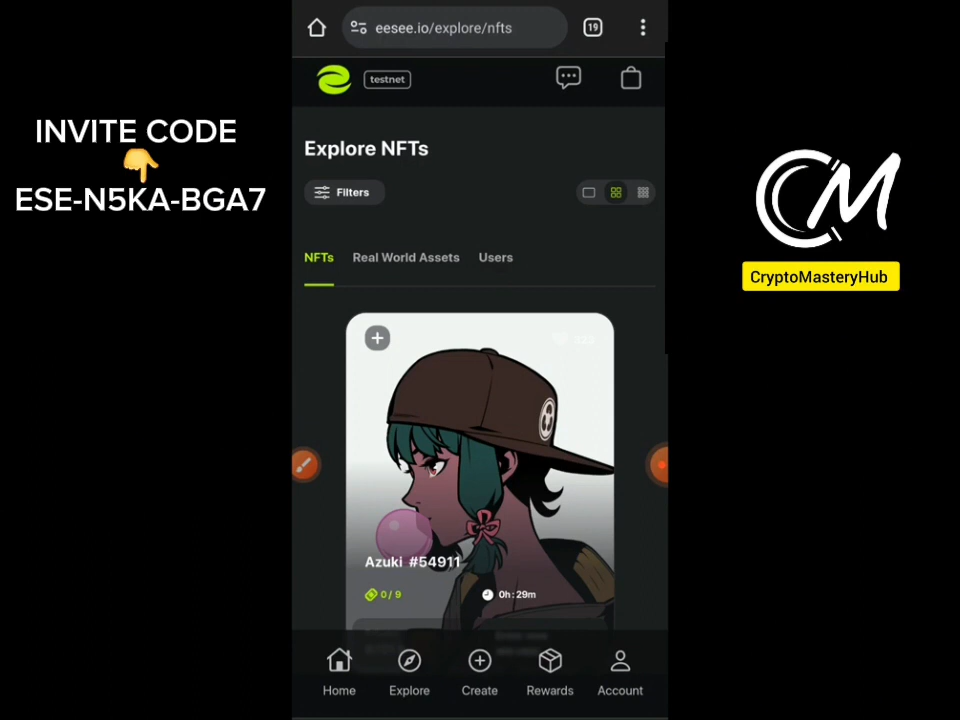 INVITE CODE
👇
ESE-N5KA-BGA7
eesee.io/explore/nfts
19
testnet
Explore NFTs
Filters
NFTs
Real World Assets
Users
Azuki #54911
0 / 9
0h : 29m
Home
Explore
Create
Rewards
Account
CM
CryptoMasteryHub